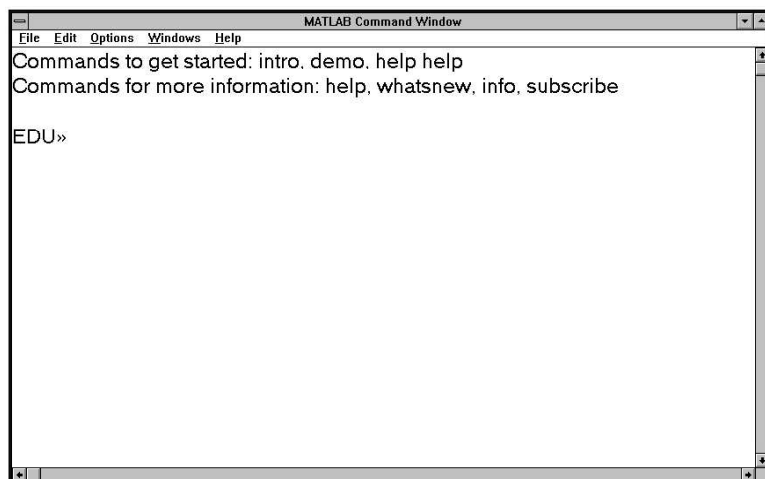 MATLAB Command Window
File Edit Options Windows Help
Commands to get started: intro, demo, help help
Commands for more information: help, whatsnew, info, subscribe
EDU»